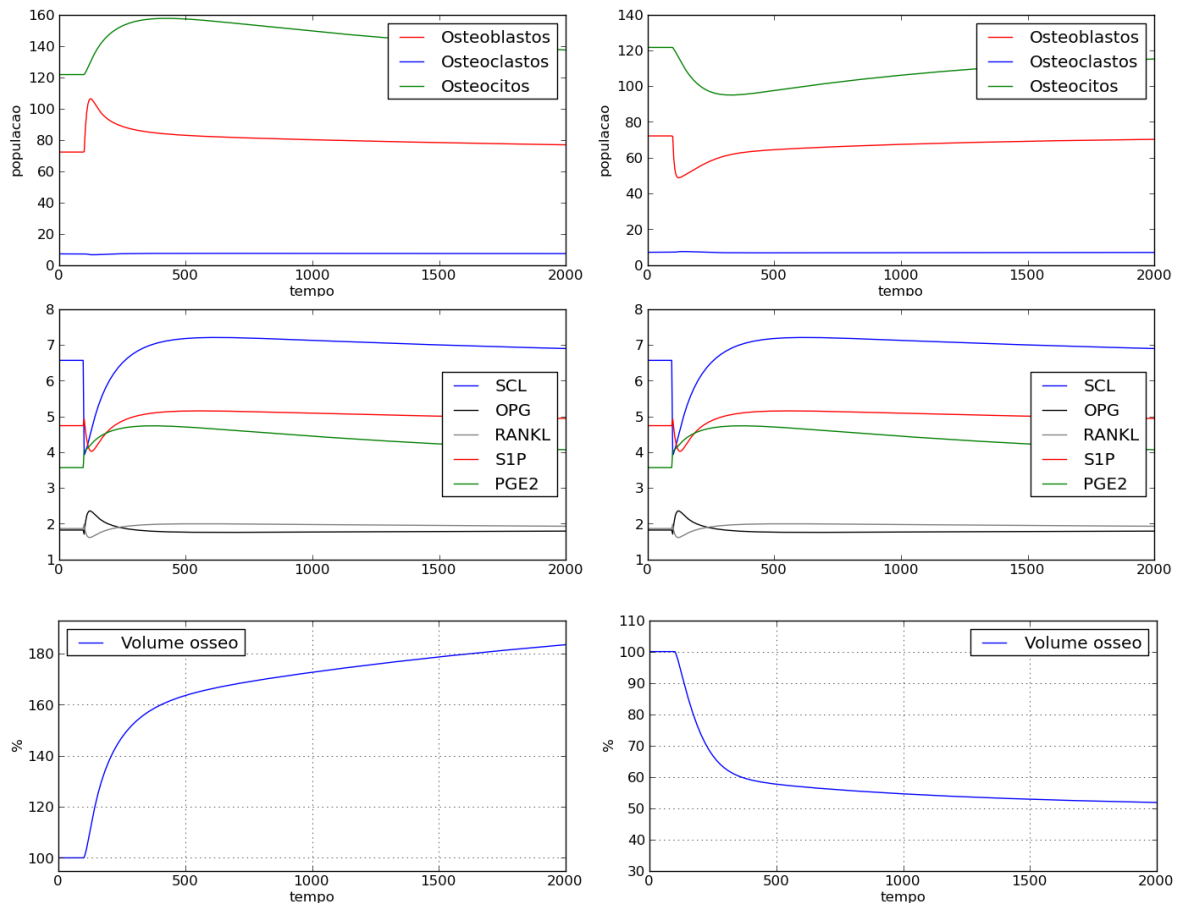 160
140
120
100
80
60
40
20
0
populacao
Osteoblastos
Osteoclastos
Osteocitos
0 500 1000 1500 2000
tempo
140
120
100
80
60
40
20
0
populacao
Osteoblastos
Osteoclastos
Osteocitos
0 500 1000 1500 2000
tempo
8
7
6
5
4
3
2
1
SCL
OPG
RANKL
S1P
PGE2
0 500 1000 1500 2000
8
7
6
5
4
3
2
1
SCL
OPG
RANKL
S1P
PGE2
0 500 1000 1500 2000
180
160
140
120
100
%
Volume osseo
0 500 1000 1500 2000
tempo
110
100
90
80
70
60
50
40
30
%
Volume osseo
0 500 1000 1500 2000
tempo